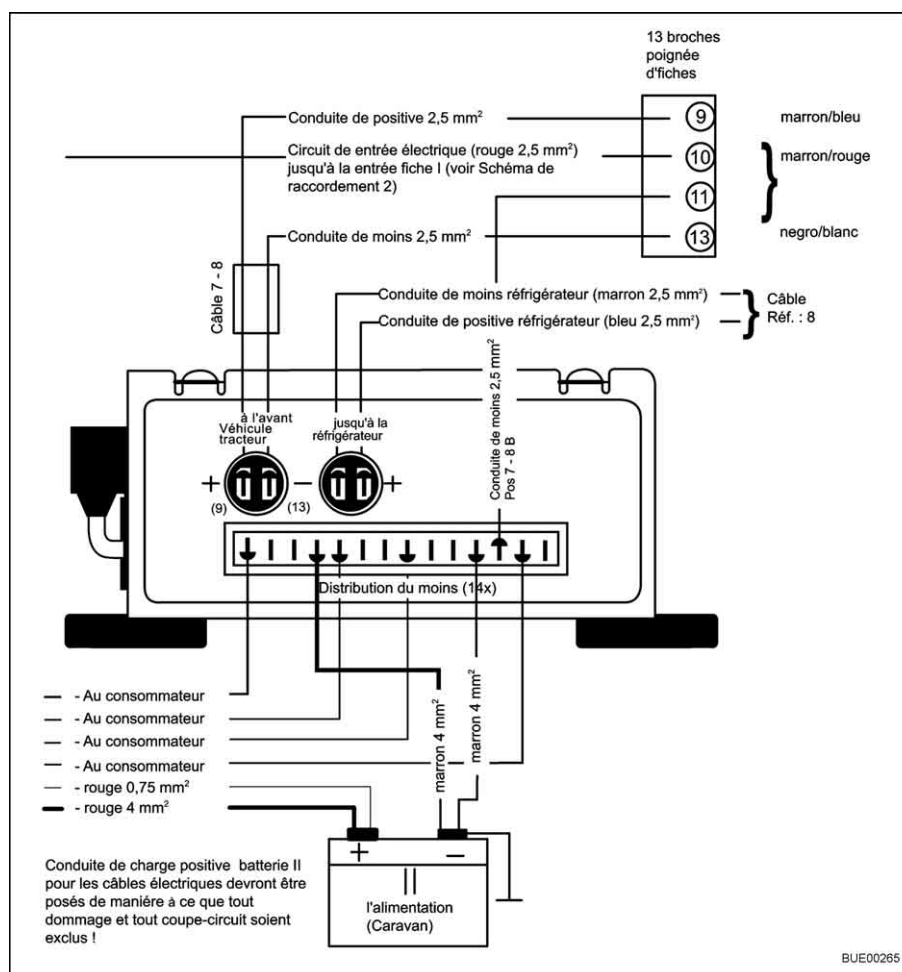 13 broches
poignée
d'fiches
Conduite de positive 2,5 mm²
9
marron/bleu
Circuit de entrée électrique (rouge 2,5 mm²)
jusqu'à la entrée fiche I (voir Schéma de
raccordement 2)
10
marron/rouge
11
Conduite de moins 2,5 mm²
13
negro/blanc
Câble 7 - 8
Conduite de moins réfrigérateur (marron 2,5 mm²)
Conduite de positive réfrigérateur (bleu 2,5 mm²)
Câble
Réf. : 8
Conduite de moins 2,5 mm²
Pos 7 - 8 B
à l'avant
Véhicule
tracteur
jusqu'à la
réfrigérateur
+
(9)
(13)
−
+
Distribution du moins (14x)
- Au consommateur
- Au consommateur
- Au consommateur
- Au consommateur
- rouge 0,75 mm²
- rouge 4 mm²
marron 4 mm²
marron 4 mm²
+
−
II
l'alimentation
(Caravan)
Conduite de charge positive batterie II
pour les câbles électriques devront être
posés de maniére à ce que tout
dommage et tout coupe-circuit soient
exclus !
BUE00265